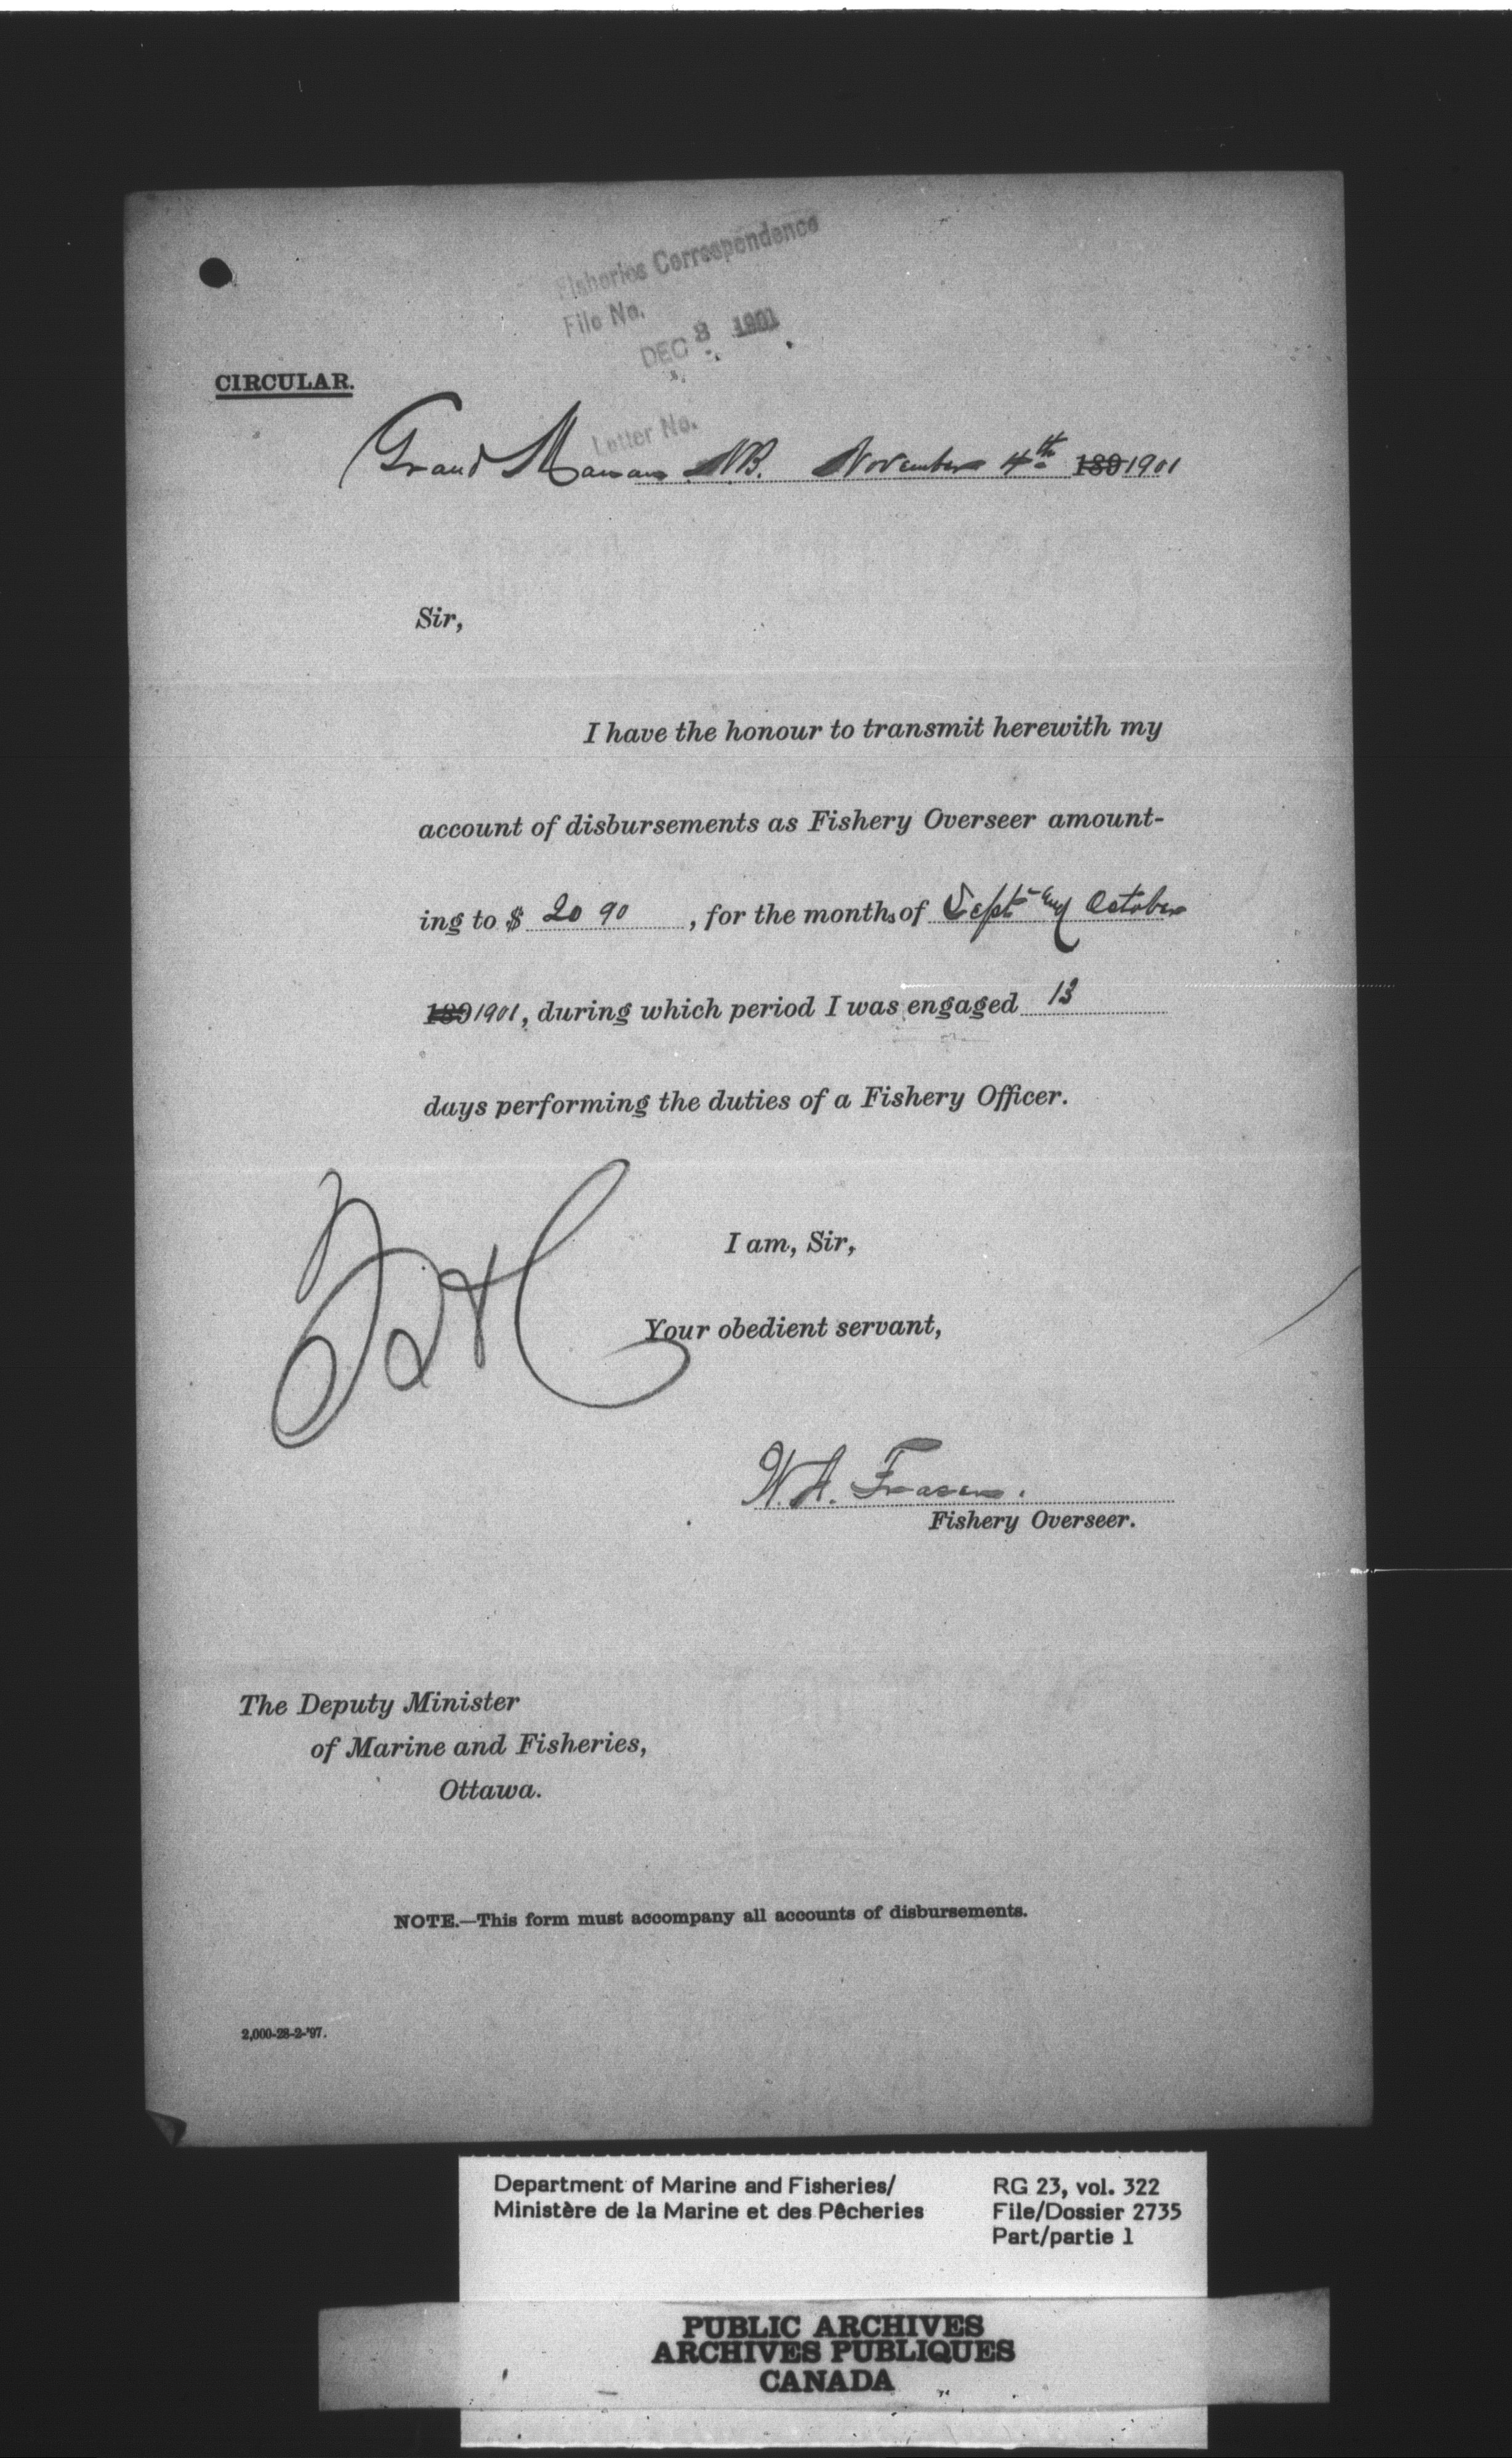 Fisheries Correspondence
File No.
DEC 3 1901
Letter No.
CIRCULAR.
Grand Manan N.B. November 4th 189 1901
Sir,
I have the honour to transmit herewith my
account of disbursements as Fishery Overseer amount-
ing to $ 20 90 , for the months of Sept and October
189 1901, during which period I was engaged 13
days performing the duties of a Fishery Officer.
I am, Sir,
Your obedient servant,
W.A. Fraser.
Fishery Overseer.
The Deputy Minister
of Marine and Fisheries,
Ottawa.
NOTE.—This form must accompany all accounts of disbursements.
2,000-28-2-'97.
Department of Marine and Fisheries/
Ministère de la Marine et des Pêcheries
RG 23, vol. 322
File/Dossier 2735
Part/partie 1
PUBLIC ARCHIVES
ARCHIVES PUBLIQUES
CANADA